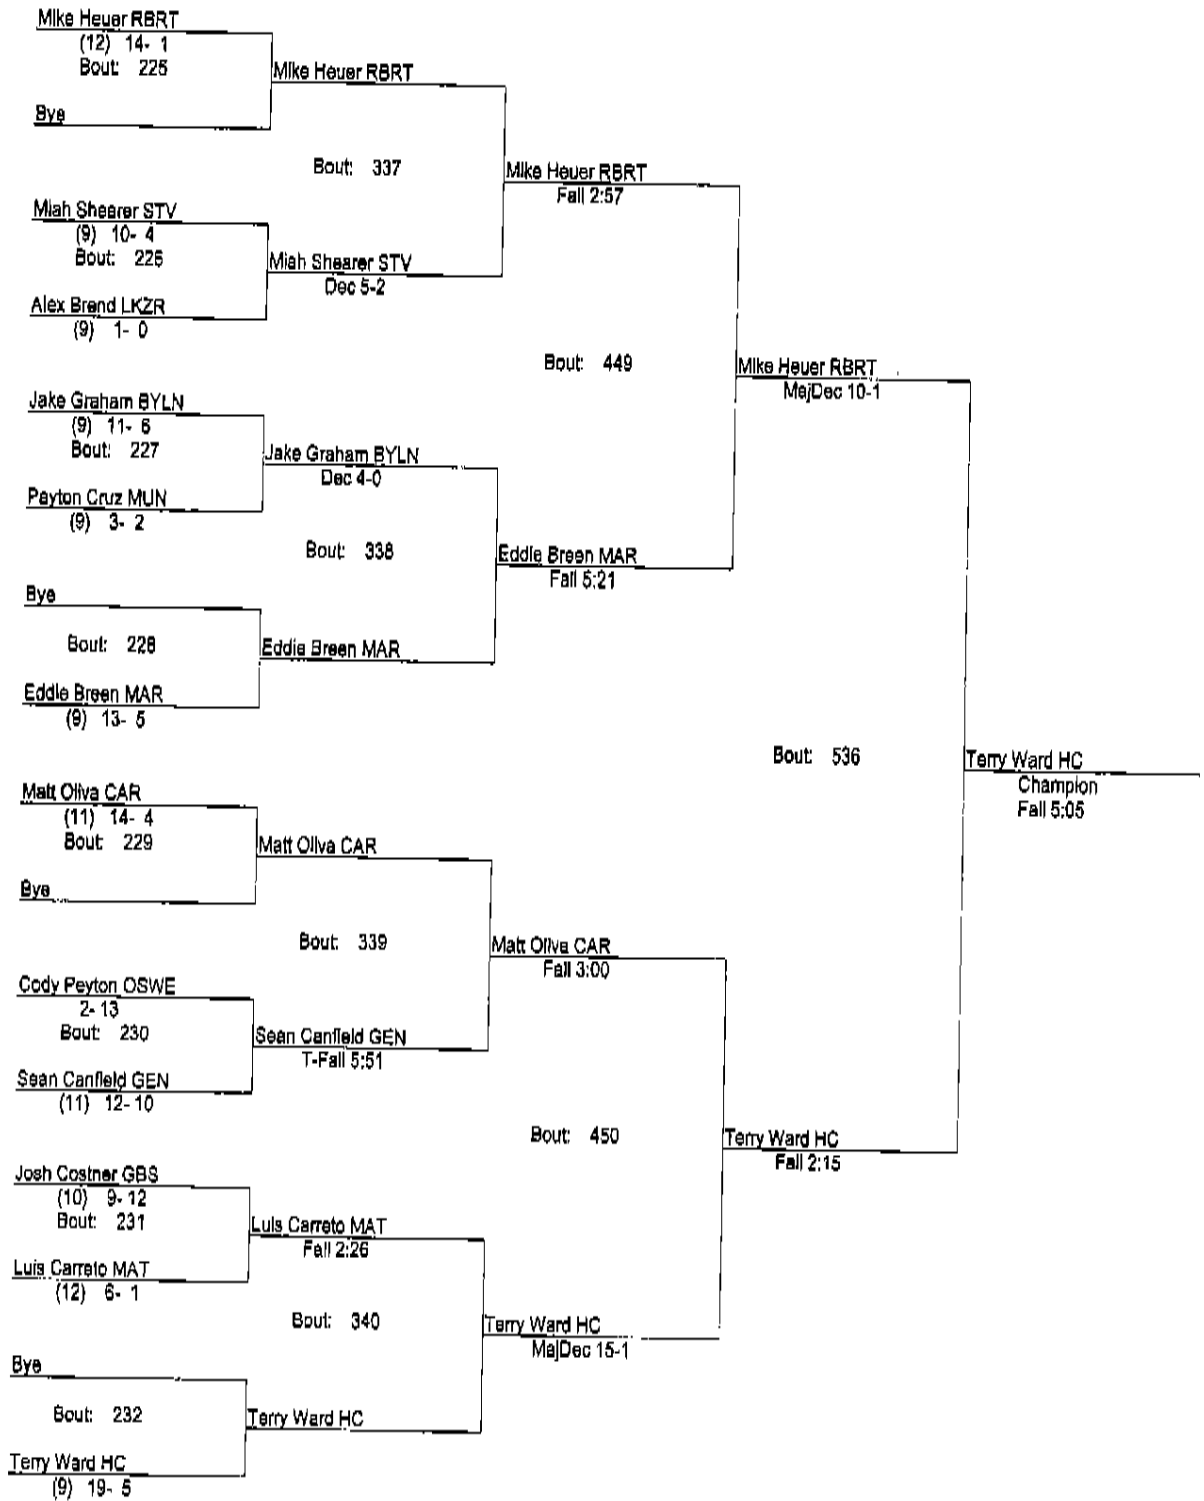 Mike Heuer RBRT
(12) 14- 1
Bout: 225
Mike Heuer RBRT
Bye
Bout: 337
Mike Heuer RBRT
Fall 2:57
Miah Shearer STV
(9) 10- 4
Bout: 226
Miah Shearer STV
Dec 5-2
Alex Brend LKZR
(9) 1- 0
Bout: 449
Mike Heuer RBRT
MajDec 10-1
Jake Graham BYLN
(9) 11- 6
Bout: 227
Jake Graham BYLN
Dec 4-0
Payton Cruz MUN
(9) 3- 2
Bout: 338
Eddie Breen MAR
Fall 5:21
Bye
Bout: 228
Eddie Breen MAR
Eddie Breen MAR
(9) 13- 5
Bout: 536
Terry Ward HC
Champion
Fall 5:05
Matt Oliva CAR
(11) 14- 4
Bout: 229
Matt Oliva CAR
Bye
Bout: 339
Matt Oliva CAR
Fall 3:00
Cody Peyton OSWE
2- 13
Bout: 230
Sean Canfield GEN
T-Fall 5:51
Sean Canfield GEN
(11) 12- 10
Bout: 450
Terry Ward HC
Fall 2:15
Josh Costner GBS
(10) 9- 12
Bout: 231
Luis Carreto MAT
Fall 2:26
Luis Carreto MAT
(12) 6- 1
Bout: 340
Terry Ward HC
MajDec 15-1
Bye
Bout: 232
Terry Ward HC
Terry Ward HC
(9) 19- 5